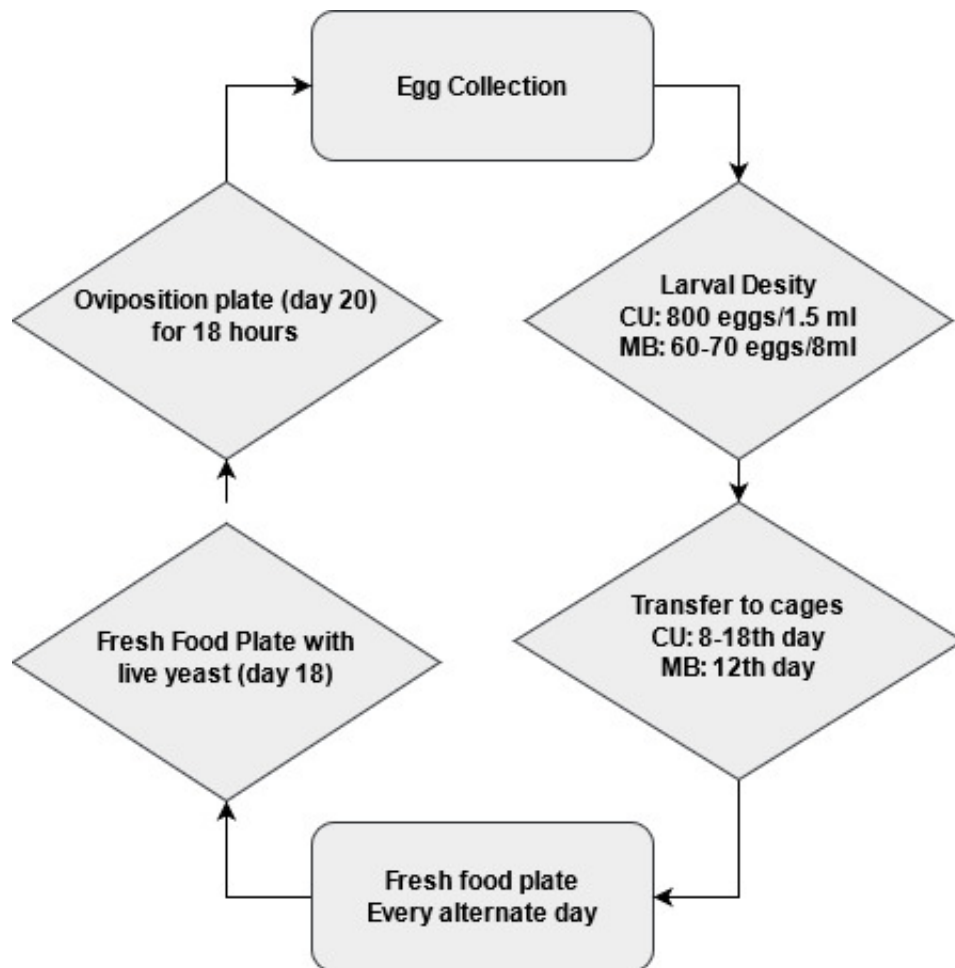 Egg Collection
Larval Desity
CU: 800 eggs/1.5 ml
MB: 60-70 eggs/8ml
Transfer to cages
CU: 8-18th day
MB: 12th day
Fresh food plate
Every alternate day
Fresh Food Plate with
live yeast (day 18)
Oviposition plate (day 20)
for 18 hours